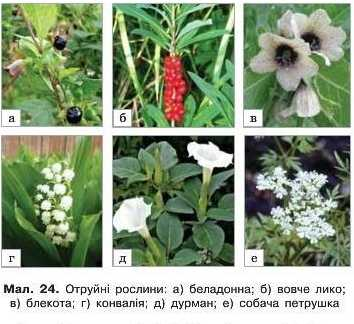 а
б
в
г
д
е
Мал. 24. Отруйні рослини: а) беладонна; б) вовче лико;
в) блекота; г) конвалія; д) дурман; е) собача петрушка